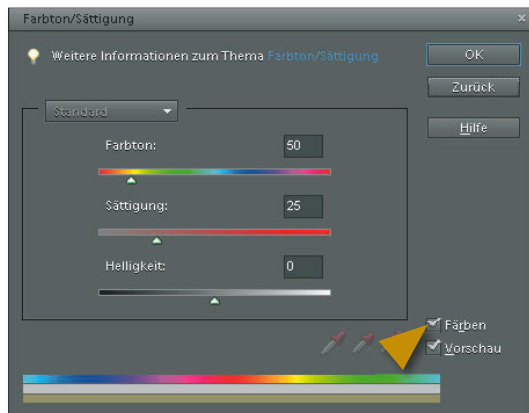 Farbton/Sättigung
x
Weitere Informationen zum Thema Farbton/Sättigung
OK
Zurück
Hilfe
Standard
Farbton: 50
Sättigung: 25
Helligkeit: 0
Färben
Vorschau